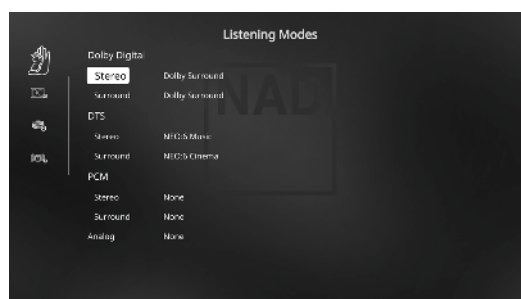 Listening Modes
Dolby Digital
Stereo Dolby Surround
Surround Dolby Surround
NAD
DTS
Stereo NEO:6 Music
Surround NEO:6 Cinema
PCM
Stereo None
Surround None
Analog None